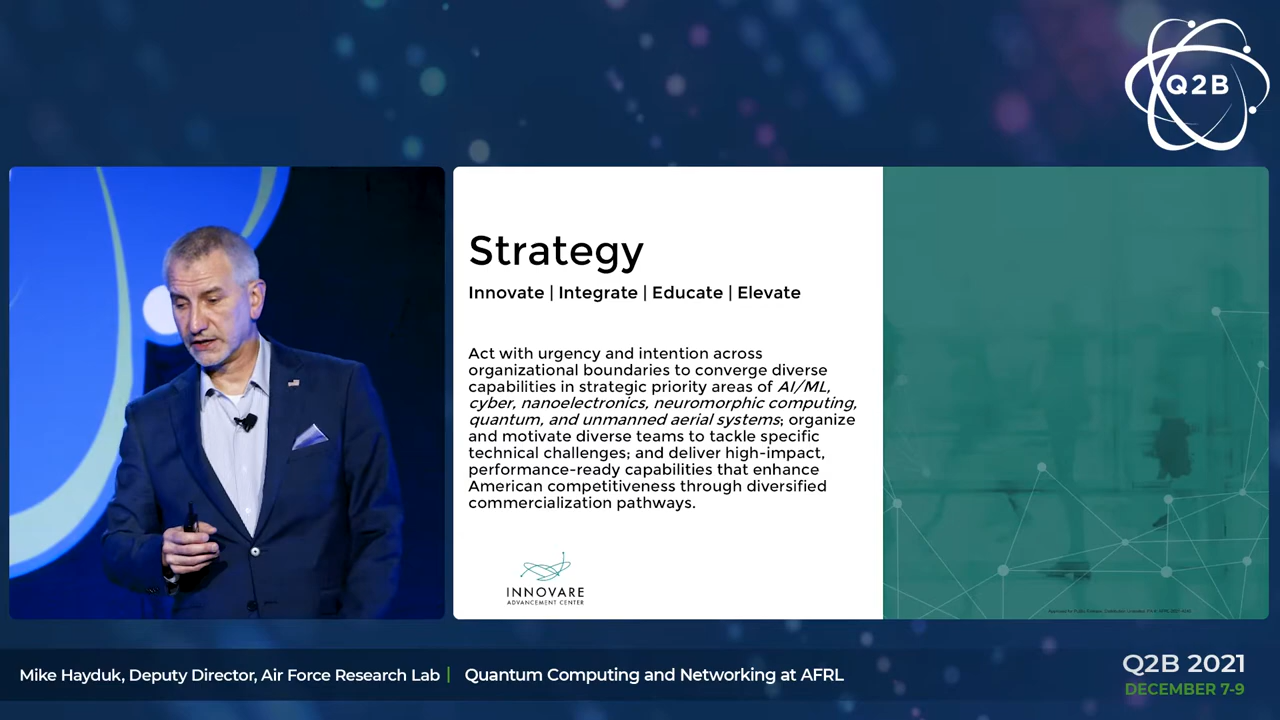 Q2B
Strategy
Innovate | Integrate | Educate | Elevate
Act with urgency and intention across
organizational boundaries to converge diverse
capabilities in strategic priority areas of AI/ML,
cyber, nanoelectronics, neuromorphic computing,
quantum, and unmanned aerial systems; organize
and motivate diverse teams to tackle specific
technical challenges; and deliver high-impact,
performance-ready capabilities that enhance
American competitiveness through diversified
commercialization pathways.
INNOVARE
ADVANCEMENT CENTER
Mike Hayduk, Deputy Director, Air Force Research Lab | Quantum Computing and Networking at AFRL
Q2B 2021
DECEMBER 7-9